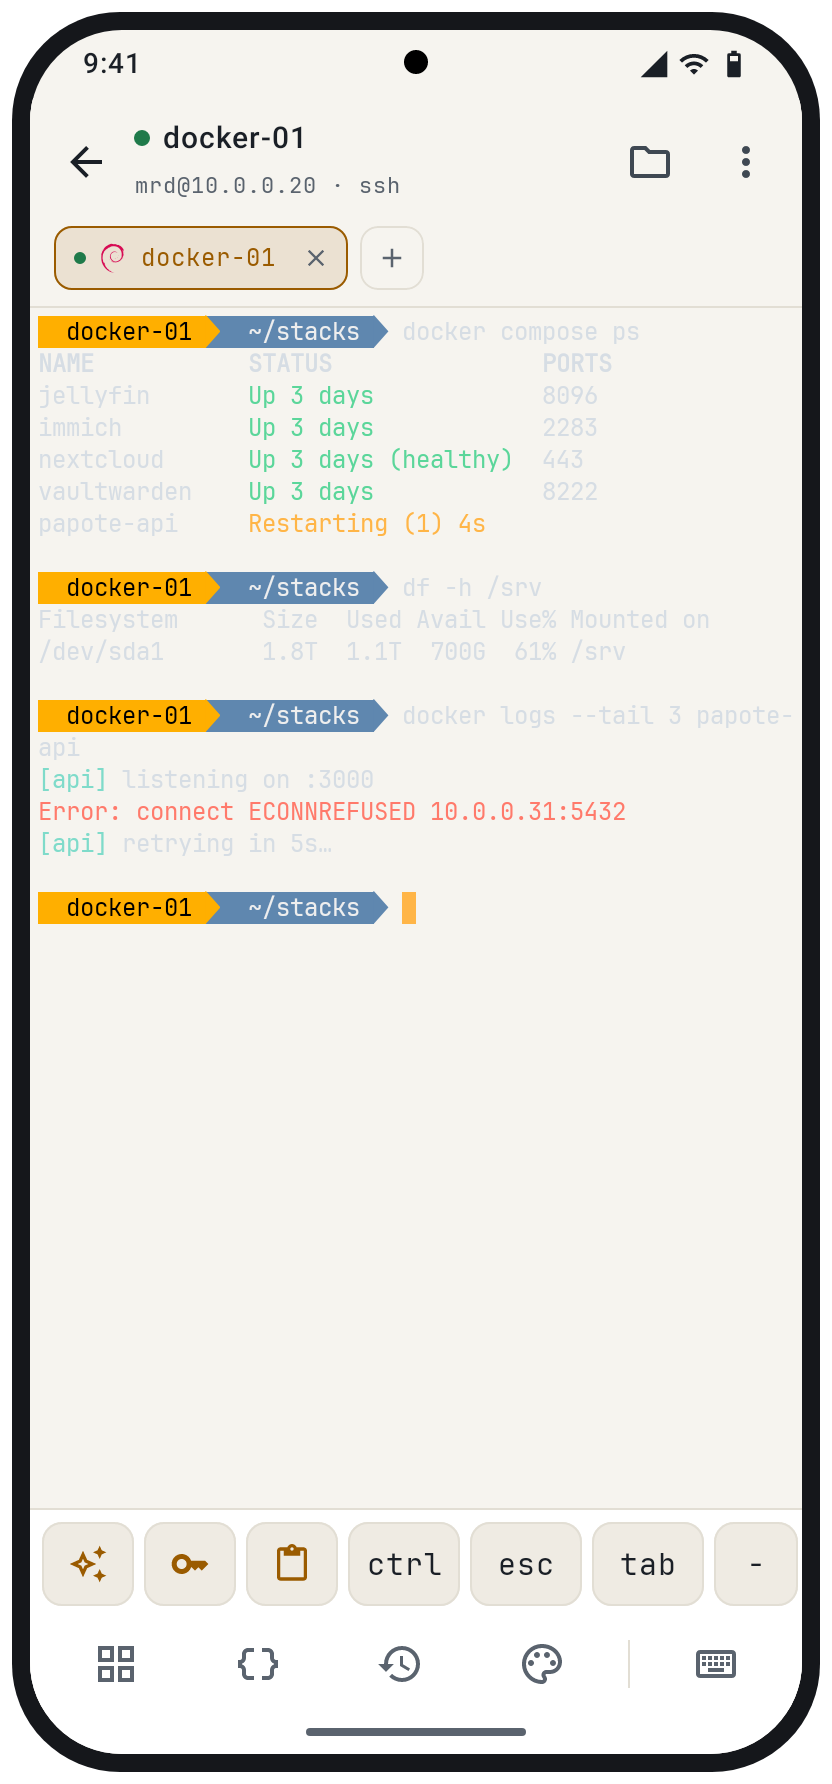 9:41
docker-01
mrd@10.0.0.20 · ssh
docker-01
docker-01 ~/stacks docker compose ps
NAME STATUS PORTS
jellyfin Up 3 days 8096
immich Up 3 days 2283
nextcloud Up 3 days (healthy) 443
vaultwarden Up 3 days 8222
papote-api Restarting (1) 4s
docker-01 ~/stacks df -h /srv
Filesystem Size Used Avail Use% Mounted on
/dev/sda1 1.8T 1.1T 700G 61% /srv
docker-01 ~/stacks docker logs --tail 3 papote-
api
[api] listening on :3000
Error: connect ECONNREFUSED 10.0.0.31:5432
[api] retrying in 5s…
docker-01 ~/stacks
ctrl esc tab -